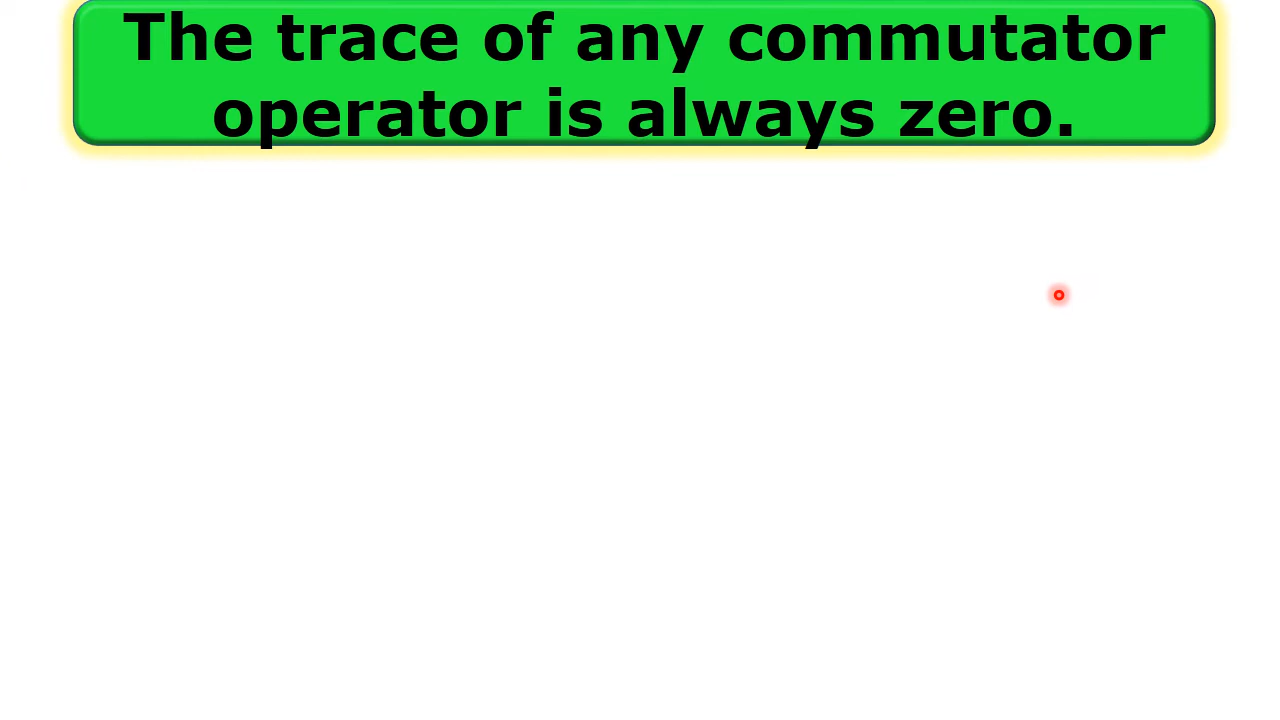 The trace of any commutator
operator is always zero.